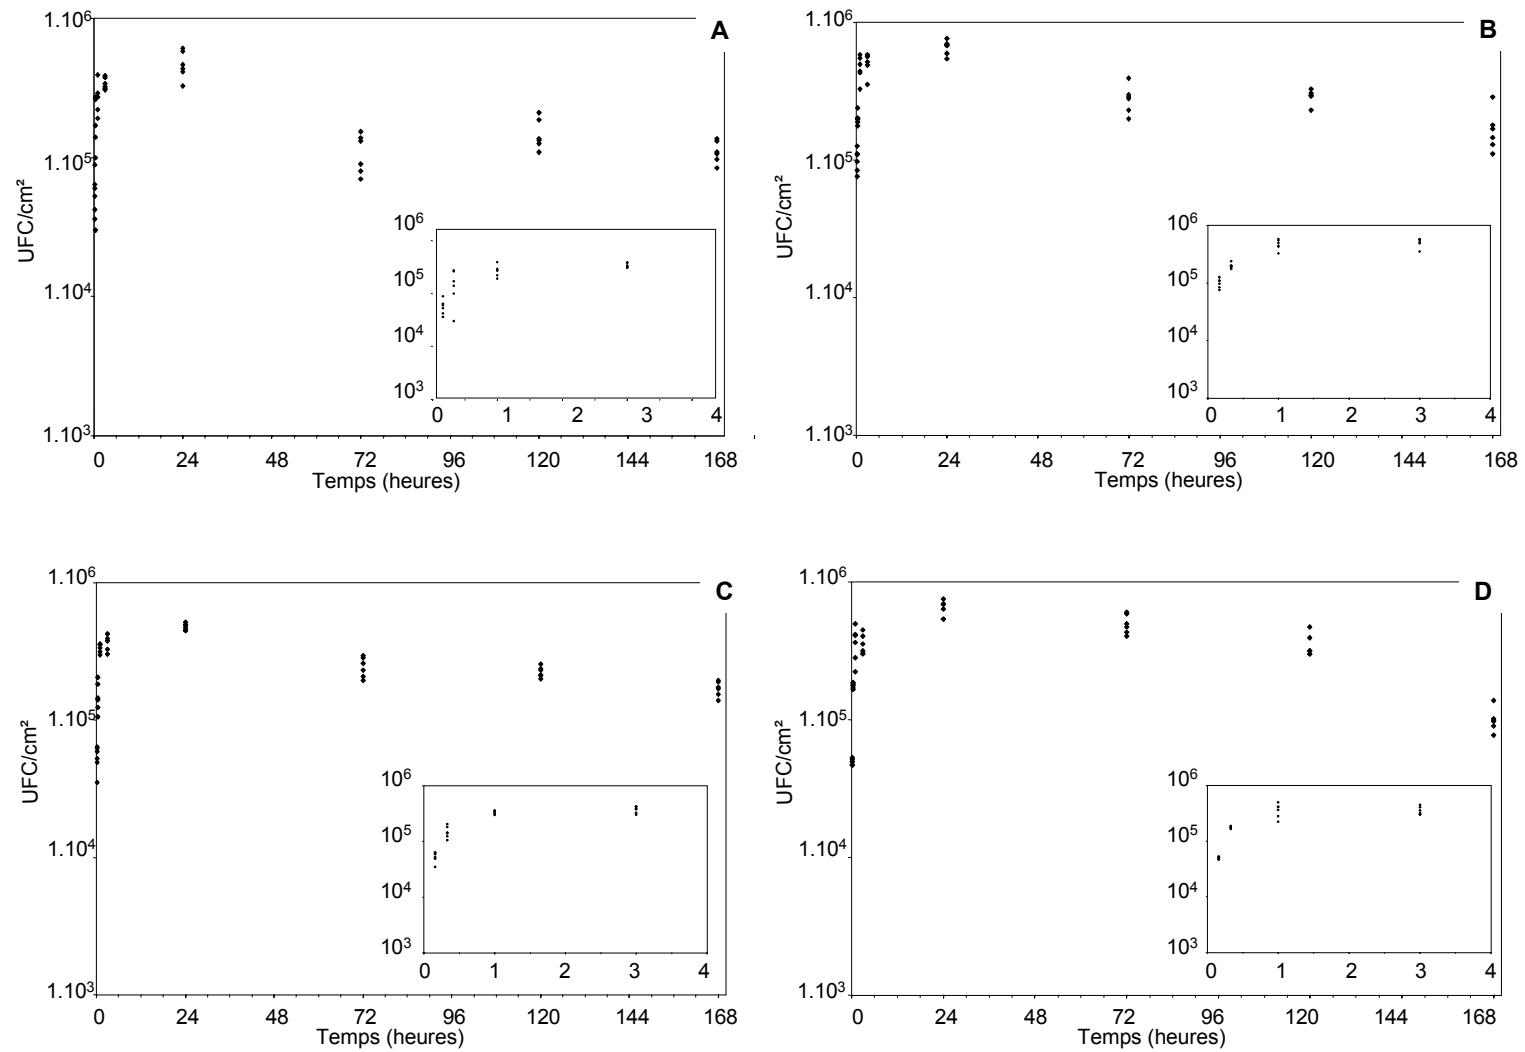 A
1.10⁶
1.10⁵
1.10⁴
1.10³
UFC/cm²
0 24 48 72 96 120 144 168
Temps (heures)
10⁶
10⁵
10⁴
10³
0 1 2 3 4
B
1.10⁶
1.10⁵
1.10⁴
1.10³
UFC/cm²
0 24 48 72 96 120 144 168
Temps (heures)
10⁶
10⁵
10⁴
10³
0 1 2 3 4
C
1.10⁶
1.10⁵
1.10⁴
1.10³
UFC/cm²
0 24 48 72 96 120 144 168
Temps (heures)
10⁶
10⁵
10⁴
10³
0 1 2 3 4
D
1.10⁶
1.10⁵
1.10⁴
1.10³
UFC/cm²
0 24 48 72 96 120 144 168
Temps (heures)
10⁶
10⁵
10⁴
10³
0 1 2 3 4